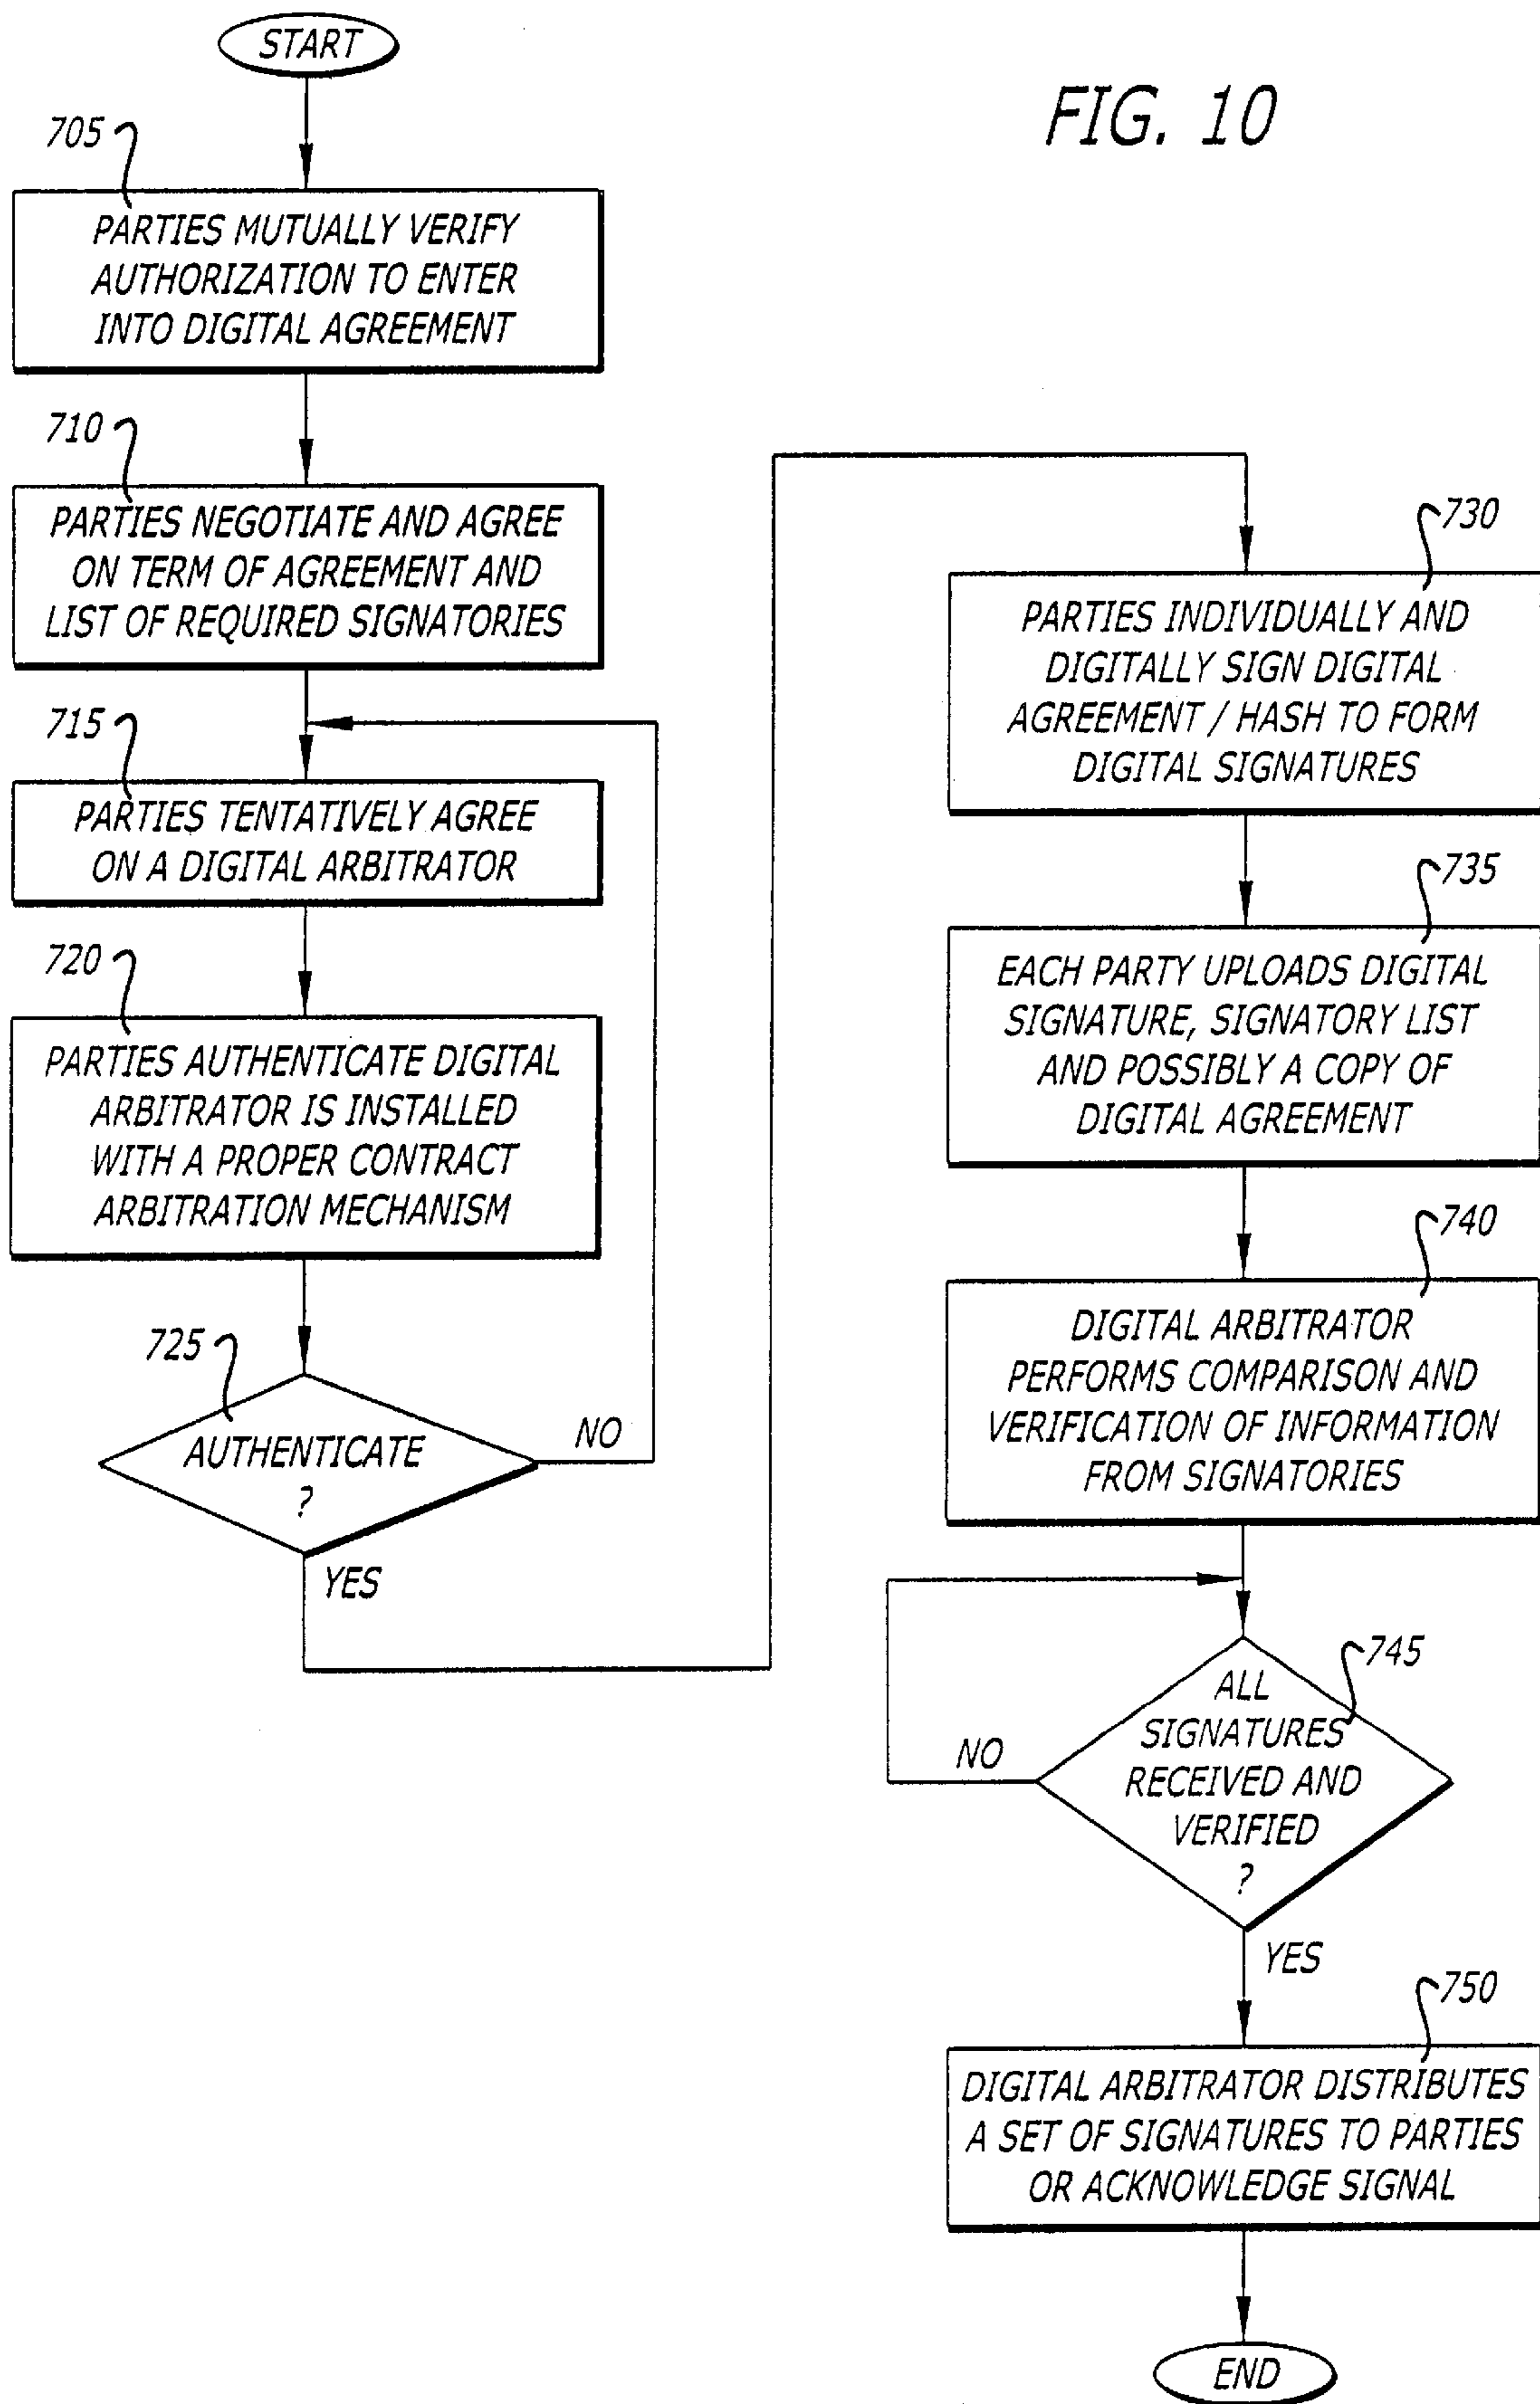 START
FIG. 10
705
PARTIES MUTUALLY VERIFY
AUTHORIZATION TO ENTER
INTO DIGITAL AGREEMENT
710
PARTIES NEGOTIATE AND AGREE
ON TERM OF AGREEMENT AND
LIST OF REQUIRED SIGNATORIES
715
PARTIES TENTATIVELY AGREE
ON A DIGITAL ARBITRATOR
720
PARTIES AUTHENTICATE DIGITAL
ARBITRATOR IS INSTALLED
WITH A PROPER CONTRACT
ARBITRATION MECHANISM
725
AUTHENTICATE
?
NO
YES
730
PARTIES INDIVIDUALLY AND
DIGITALLY SIGN DIGITAL
AGREEMENT / HASH TO FORM
DIGITAL SIGNATURES
735
EACH PARTY UPLOADS DIGITAL
SIGNATURE, SIGNATORY LIST
AND POSSIBLY A COPY OF
DIGITAL AGREEMENT
740
DIGITAL ARBITRATOR
PERFORMS COMPARISON AND
VERIFICATION OF INFORMATION
FROM SIGNATORIES
745
ALL
SIGNATURES
RECEIVED AND
VERIFIED
?
NO
YES
750
DIGITAL ARBITRATOR DISTRIBUTES
A SET OF SIGNATURES TO PARTIES
OR ACKNOWLEDGE SIGNAL
END